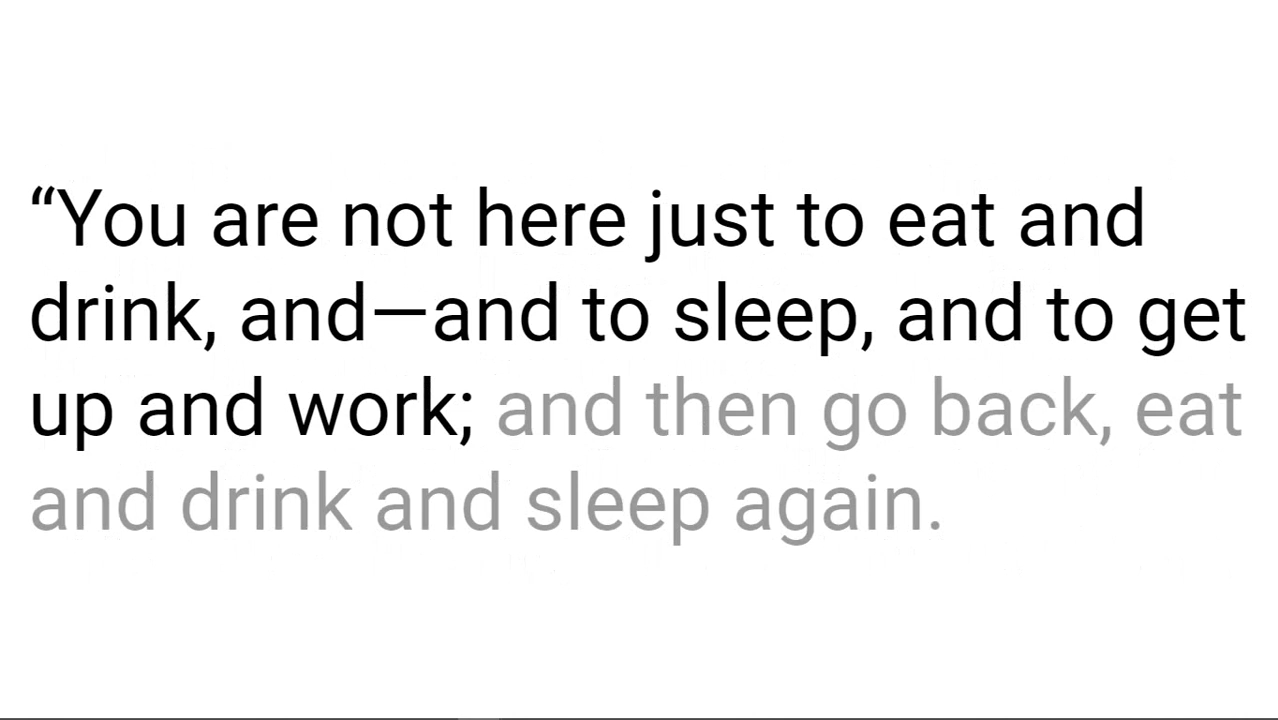 “You are not here just to eat and
drink, and—and to sleep, and to get
up and work; and then go back, eat
and drink and sleep again.